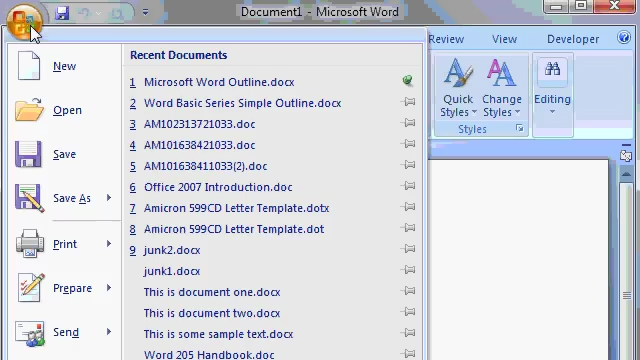 Document1 - Microsoft Word
Review View Developer
New
Open
Save
Save As
Print
Prepare
Send
Recent Documents
1 Microsoft Word Outline.docx
2 Word Basic Series Simple Outline.docx
3 AM102313721033.doc
4 AM101638421033.doc
5 AM101638411033(2).doc
6 Office 2007 Introduction.doc
7 Amicron 599CD Letter Template.dotx
8 Amicron 599CD Letter Template.dot
9 junk2.docx
junk1.docx
This is document one.docx
This is document two.docx
This is some sample text.docx
Word 205 Handbook.doc
Quick Styles
Change Styles
Editing
Styles